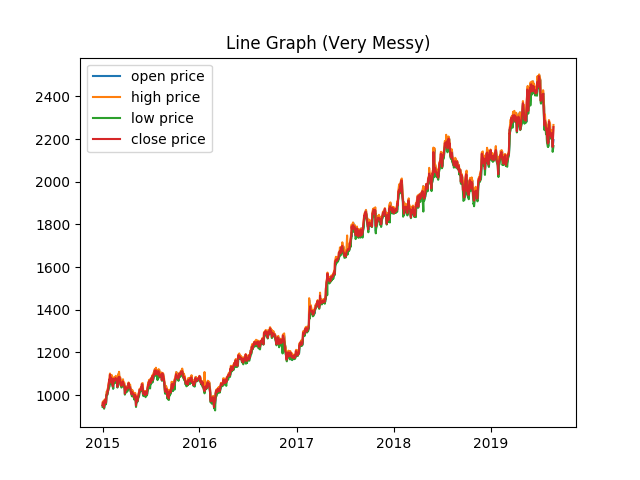 Line Graph (Very Messy)
open price
high price
low price
close price
2400
2200
2000
1800
1600
1400
1200
1000
2015 2016 2017 2018 2019